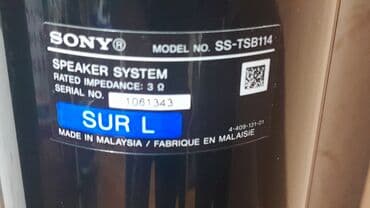 SONY® MODEL NO. SS-TSB114
SPEAKER SYSTEM
RATED IMPEDANCE: 3 Ω
SERIAL NO. 1061343
SUR L
4-409-131-01
MADE IN MALAYSIA / FABRIQUE EN MALAISIE